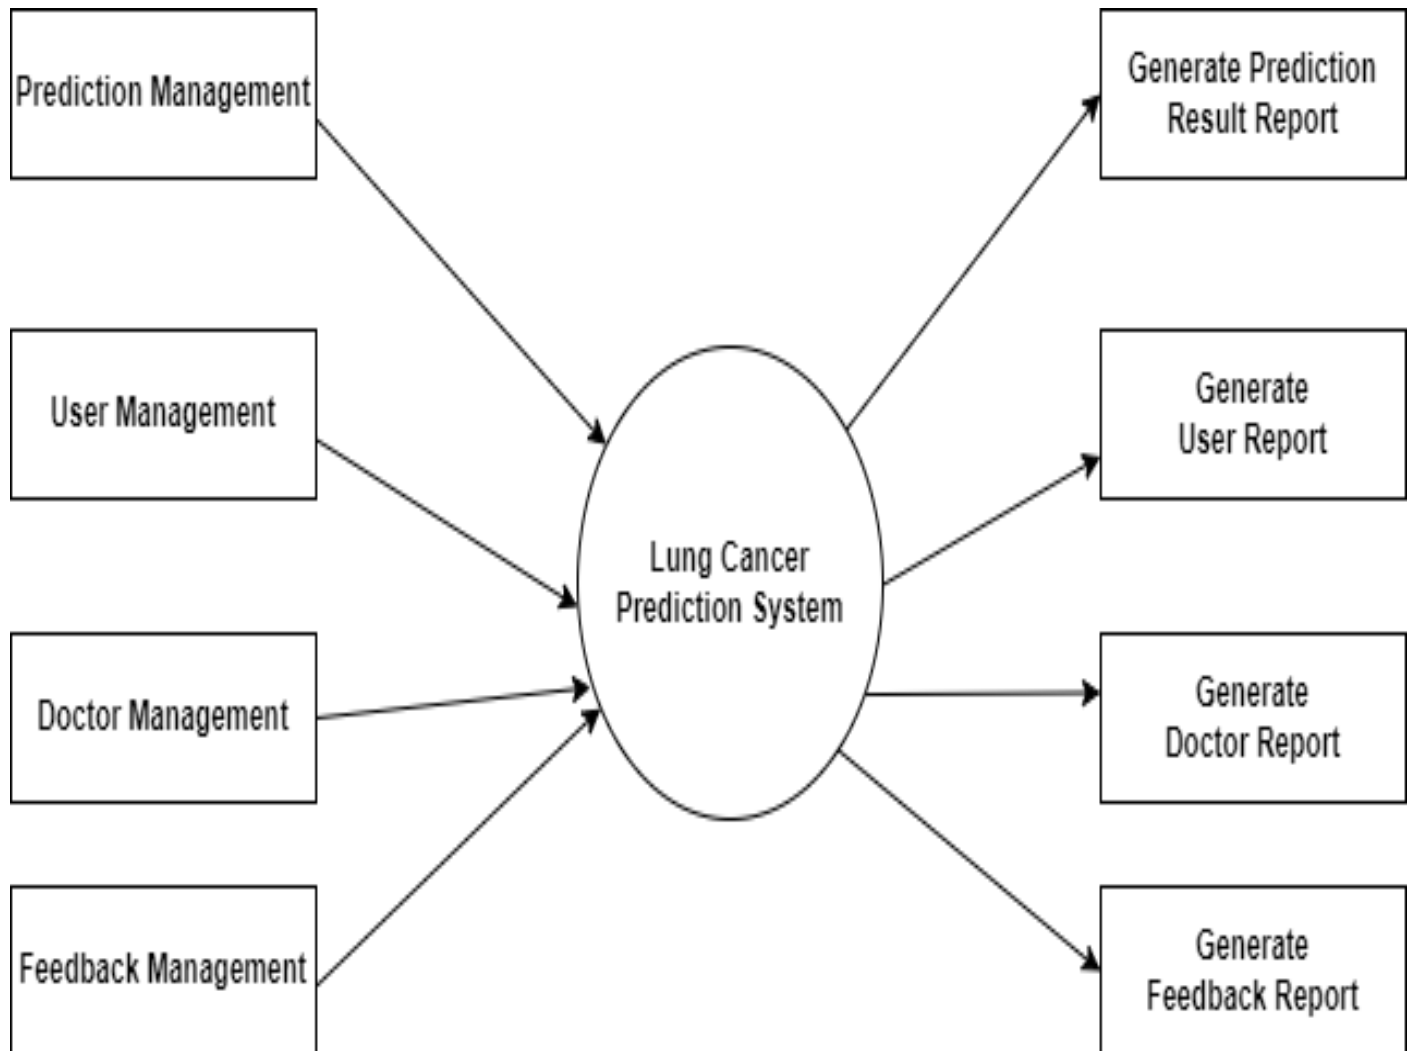 Prediction Management
Generate Prediction
Result Report
User Management
Generate
User Report
Lung Cancer
Prediction System
Doctor Management
Generate
Doctor Report
Feedback Management
Generate
Feedback Report